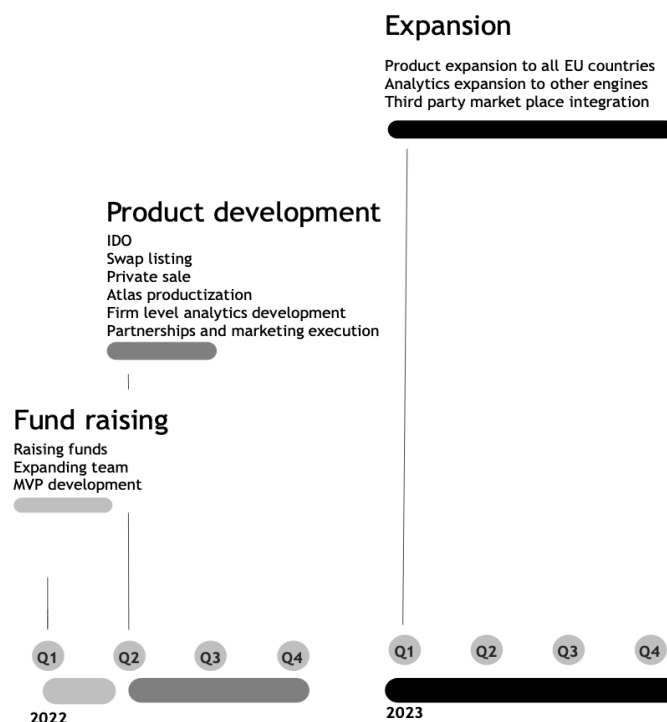 Expansion
Product expansion to all EU countries
Analytics expansion to other engines
Third party market place integration
Product development
IDO
Swap listing
Private sale
Atlas productization
Firm level analytics development
Partnerships and marketing execution
Fund raising
Raising funds
Expanding team
MVP development
Q1 Q2 Q3 Q4 Q1 Q2 Q3 Q4
2022 2023